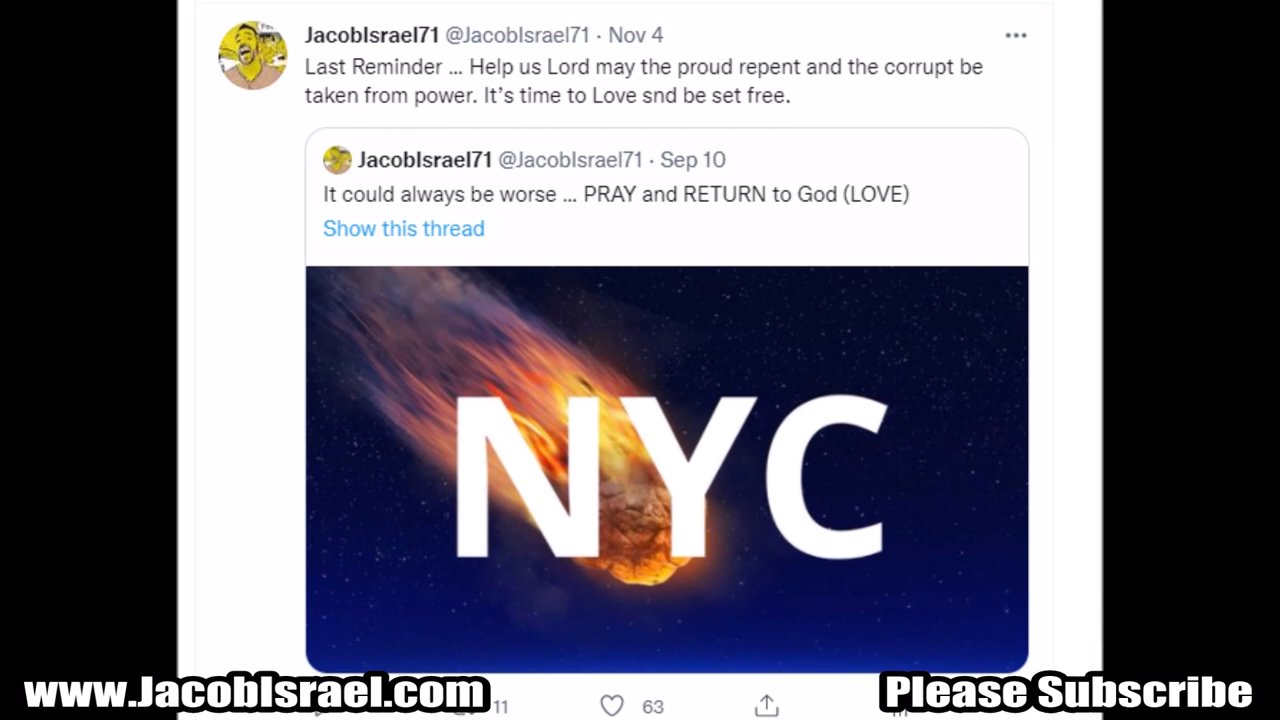 JacobIsrael71 @JacobIsrael71 · Nov 4
Last Reminder ... Help us Lord may the proud repent and the corrupt be
taken from power. It's time to Love snd be set free.
JacobIsrael71 @JacobIsrael71 · Sep 10
It could always be worse ... PRAY and RETURN to God (LOVE)
Show this thread
NYC
11 63
www.JacobIsrael.com Please Subscribe